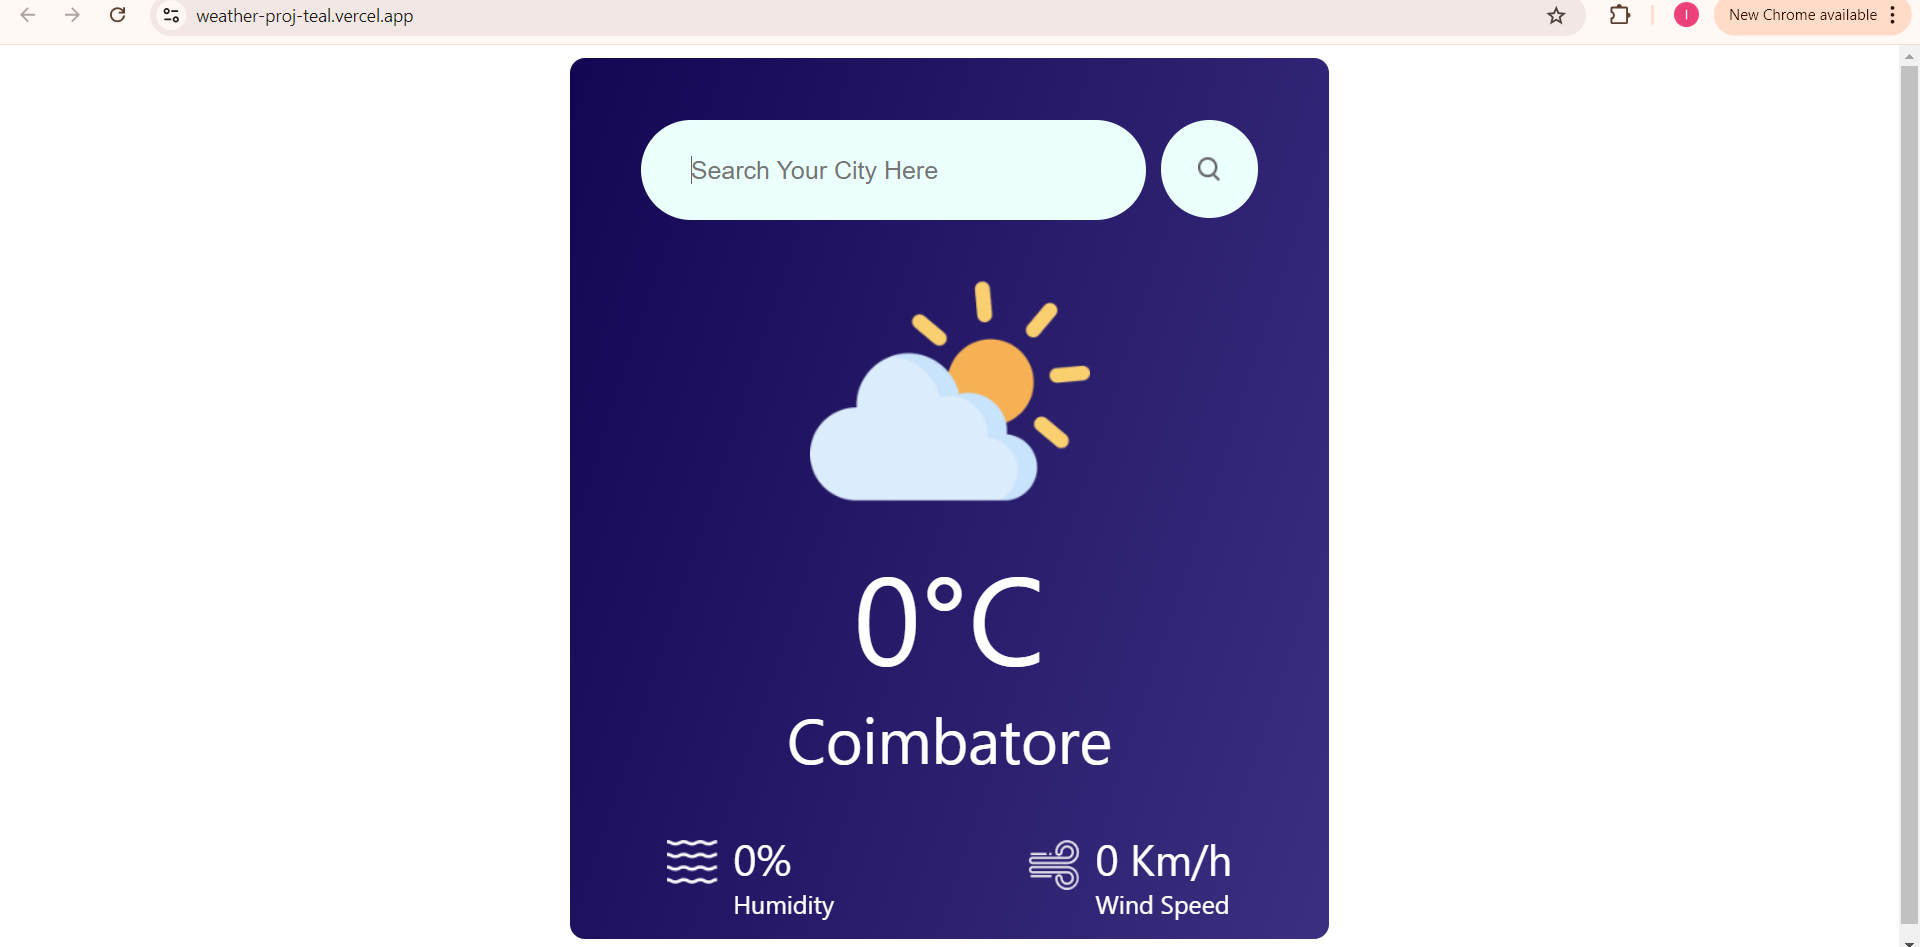 weather-proj-teal.vercel.app
I
New Chrome available
Search Your City Here
0°C
Coimbatore
0%
Humidity
0 Km/h
Wind Speed